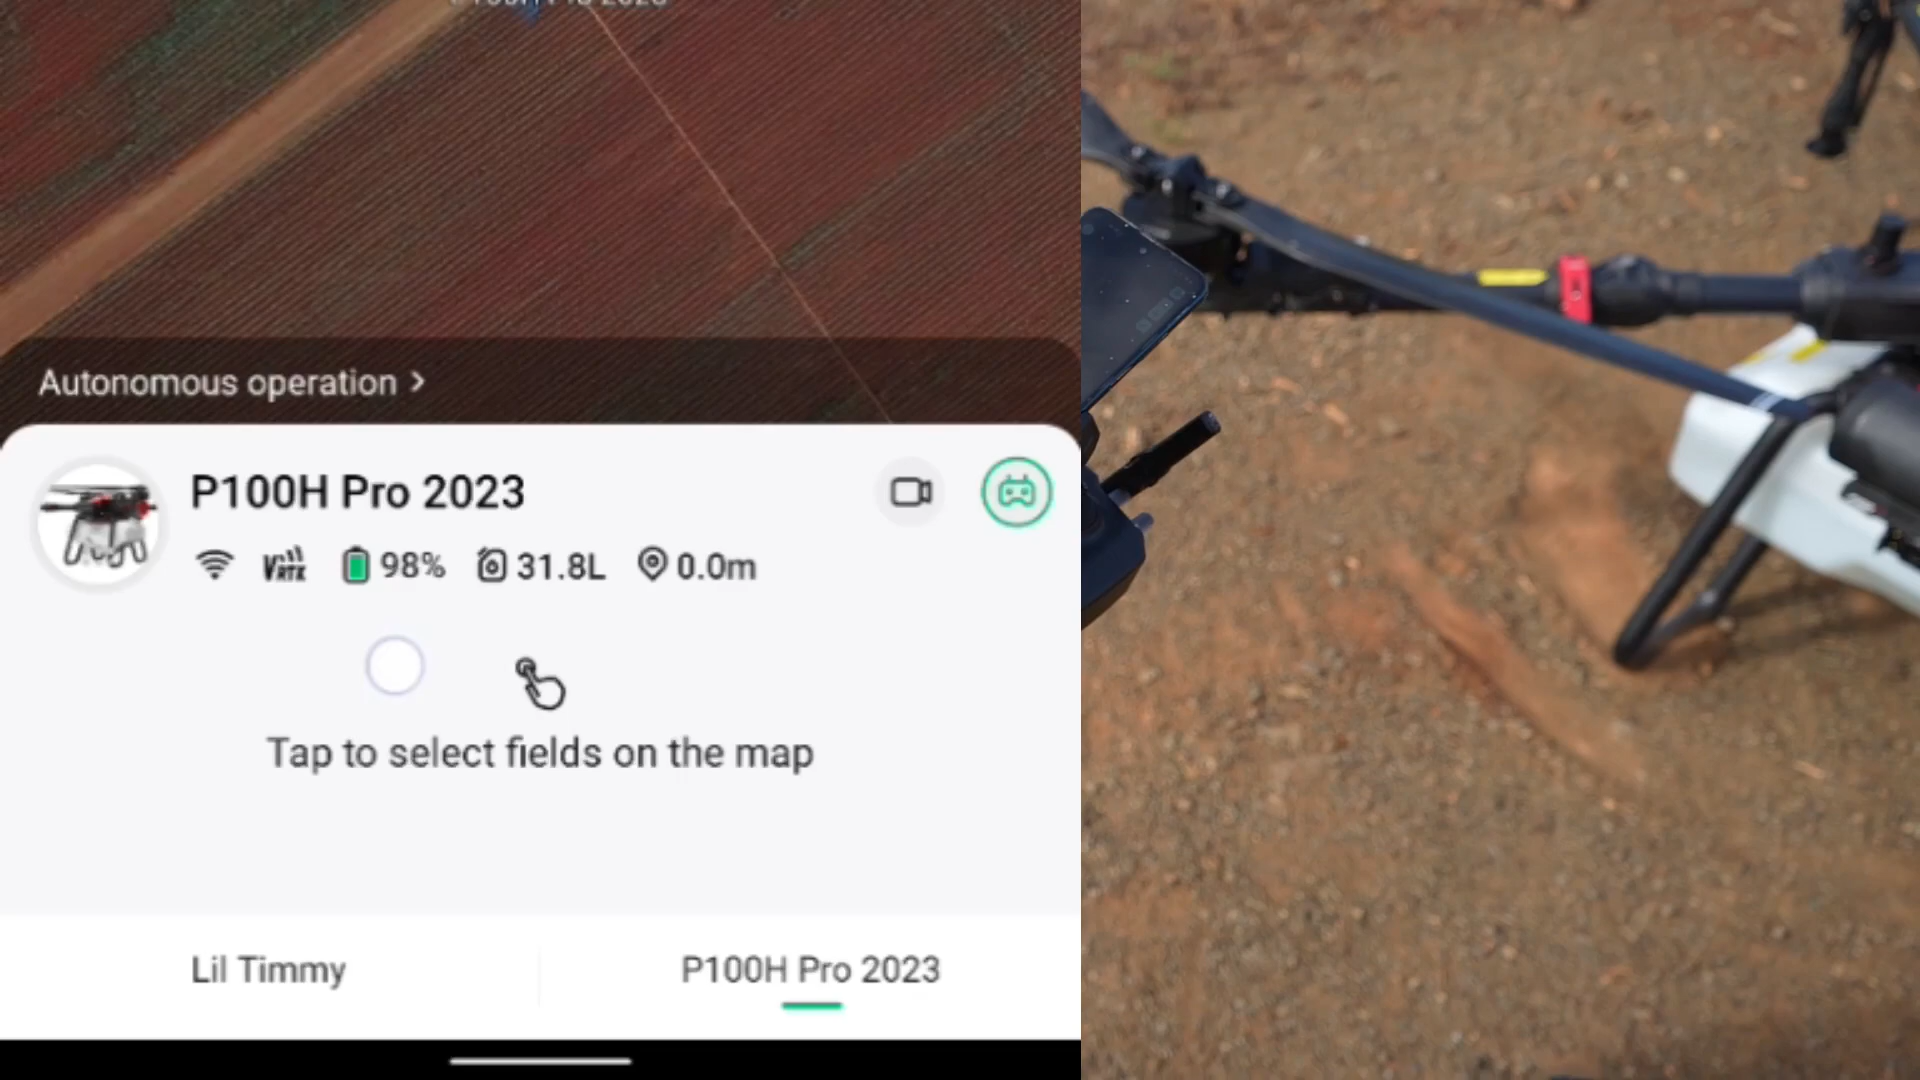 Autonomous operation >
P100H Pro 2023
VRTK 98% 31.8L 0.0m
Tap to select fields on the map
Lil Timmy P100H Pro 2023